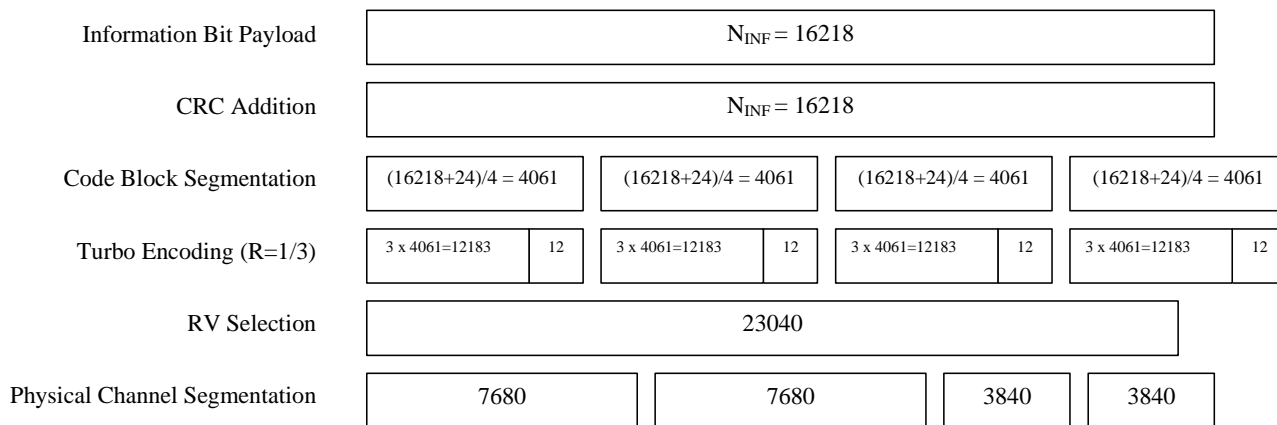 Information Bit Payload N_INF = 16218
CRC Addition N_INF = 16218
Code Block Segmentation (16218+24)/4 = 4061 (16218+24)/4 = 4061 (16218+24)/4 = 4061 (16218+24)/4 = 4061
Turbo Encoding (R=1/3) 3 x 4061=12183 12 3 x 4061=12183 12 3 x 4061=12183 12 3 x 4061=12183 12
RV Selection 23040
Physical Channel Segmentation 7680 7680 3840 3840